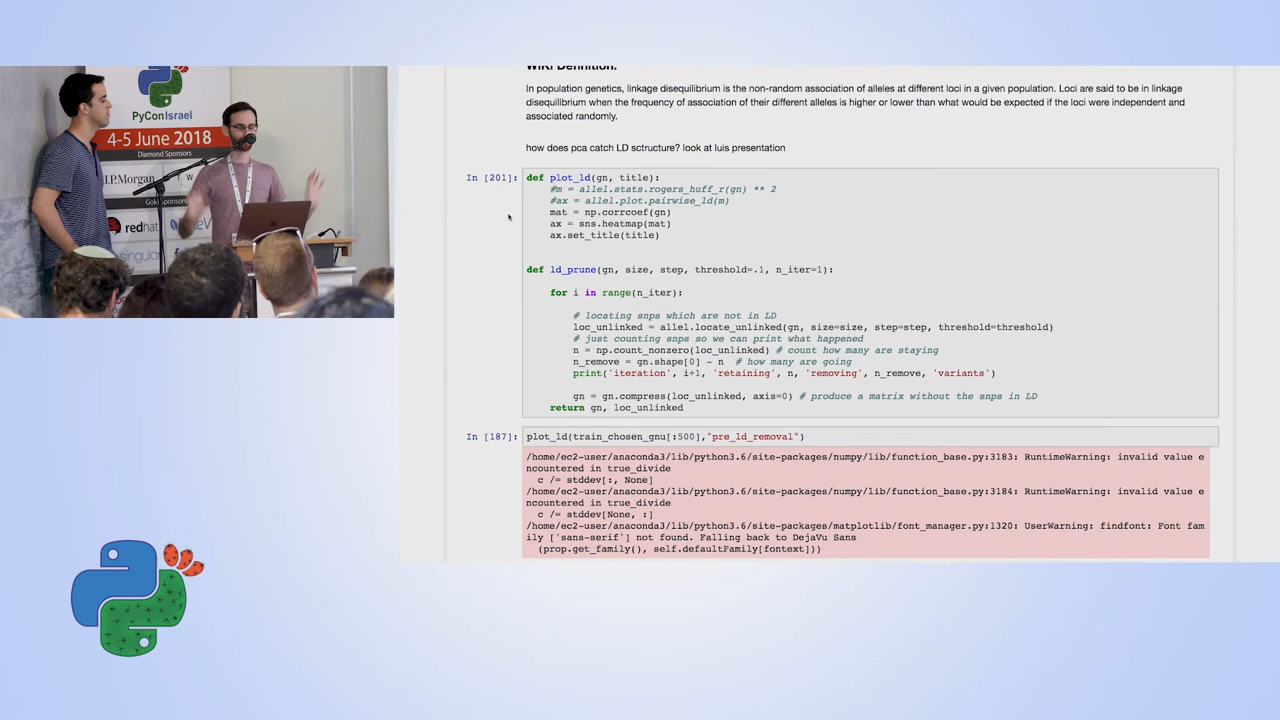 PyConIsrael
4-5 June 2018
Diamond Sponsors
J.P.Morgan
redhat
singular
Wiki Definition:
In population genetics, linkage disequilibrium is the non-random association of alleles at different loci in a given population. Loci are said to be in linkage
disequilibrium when the frequency of association of their different alleles is higher or lower than what would be expected if the loci were independent and
associated randomly.
how does pca catch LD sctructure? look at luis presentation
In [201]: def plot_ld(gn, title):
#m = allel.stats.rogers_huff_r(gn) ** 2
#ax = allel.plot.pairwise_ld(m)
mat = np.corrcoef(gn)
ax = sns.heatmap(mat)
ax.set_title(title)
def ld_prune(gn, size, step, threshold=.1, n_iter=1):
for i in range(n_iter):
# locating snps which are not in LD
loc_unlinked = allel.locate_unlinked(gn, size=size, step=step, threshold=threshold)
# just counting snps so we can print what happened
n = np.count_nonzero(loc_unlinked) # count how many are staying
n_remove = gn.shape[0] - n  # how many are going
print('iteration', i+1, 'retaining', n, 'removing', n_remove, 'variants')
gn = gn.compress(loc_unlinked, axis=0) # produce a matrix without the snps in LD
return gn, loc_unlinked
In [187]: plot_ld(train_chosen_gnu[:500],"pre_ld_removal")
/home/ec2-user/anaconda3/lib/python3.6/site-packages/numpy/lib/function_base.py:3183: RuntimeWarning: invalid value e
ncountered in true_divide
c /= stddev[:, None]
/home/ec2-user/anaconda3/lib/python3.6/site-packages/numpy/lib/function_base.py:3184: RuntimeWarning: invalid value e
ncountered in true_divide
c /= stddev[None, :]
/home/ec2-user/anaconda3/lib/python3.6/site-packages/matplotlib/font_manager.py:1320: UserWarning: findfont: Font fam
ily ['sans-serif'] not found. Falling back to DejaVu Sans
(prop.get_family(), self.defaultFamily[fontext]))